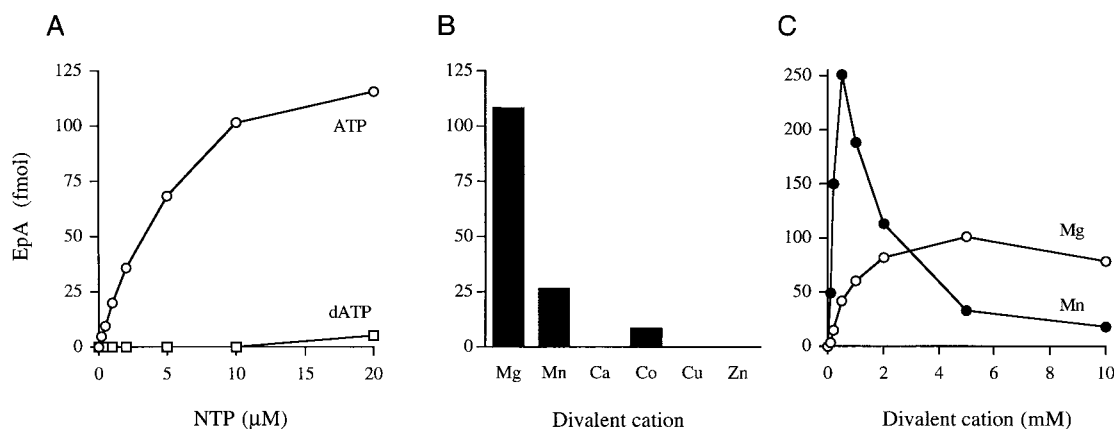 A
B
C
EpA (fmol)
125
100
75
50
25
0
ATP
dATP
0
5
10
15
20
NTP (µM)
125
100
75
50
25
0
Mg
Mn
Ca
Co
Cu
Zn
Divalent cation
250
200
150
100
50
0
Mg
Mn
0
2
4
6
8
10
Divalent cation (mM)